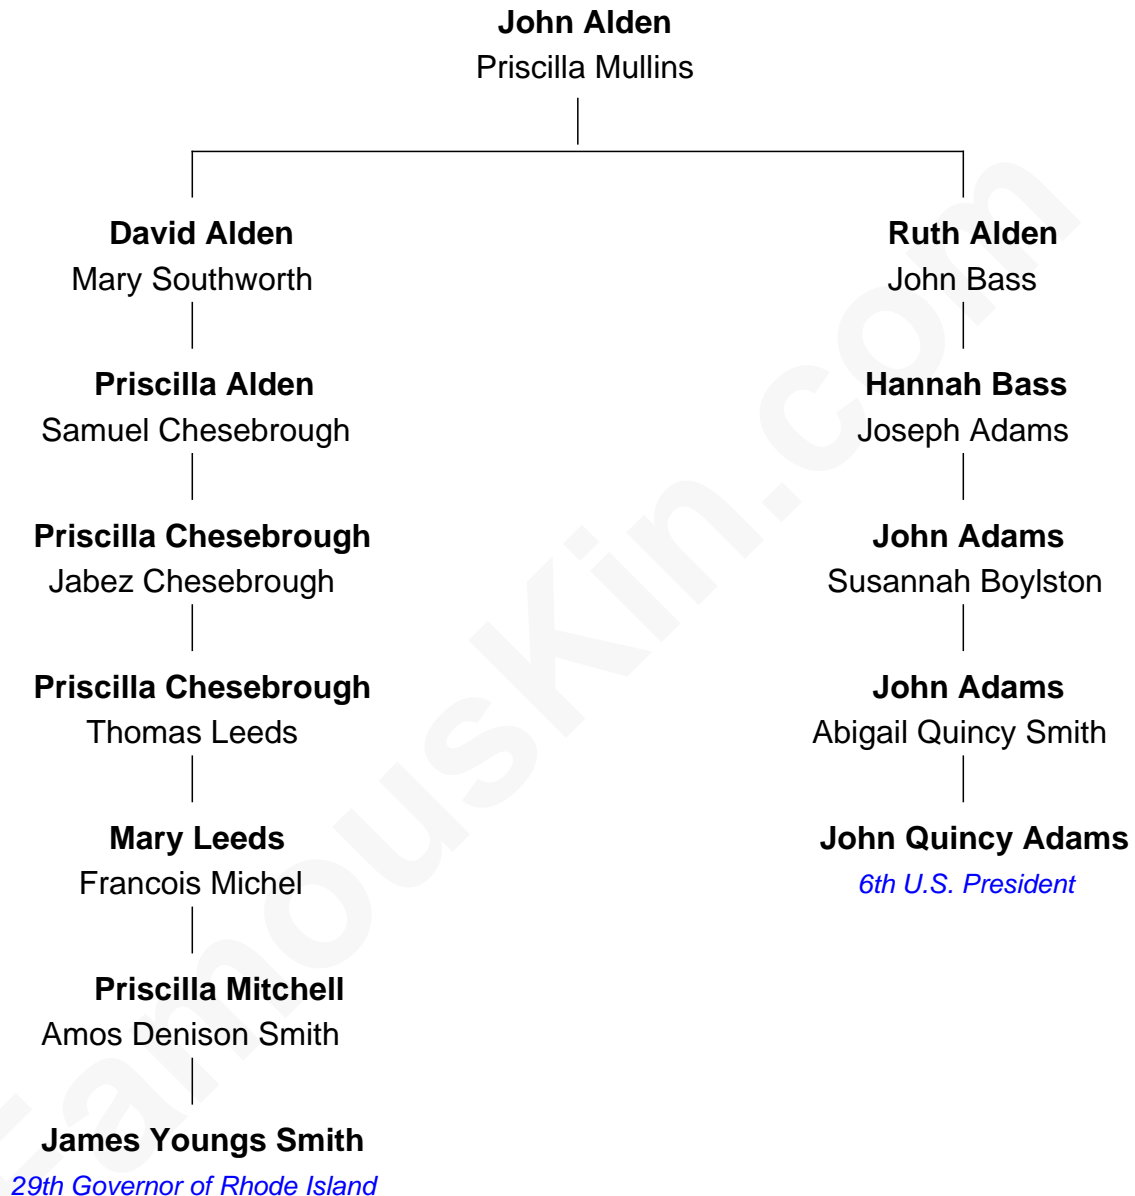 John Alden
Priscilla Mullins
David Alden
Mary Southworth
Priscilla Alden
Samuel Chesebrough
Priscilla Chesebrough
Jabez Chesebrough
Priscilla Chesebrough
Thomas Leeds
Mary Leeds
Francois Michel
Priscilla Mitchell
Amos Denison Smith
James Youngs Smith
29th Governor of Rhode Island
Ruth Alden
John Bass
Hannah Bass
Joseph Adams
John Adams
Susannah Boylston
John Adams
Abigail Quincy Smith
John Quincy Adams
6th U.S. President
FamousKin.com